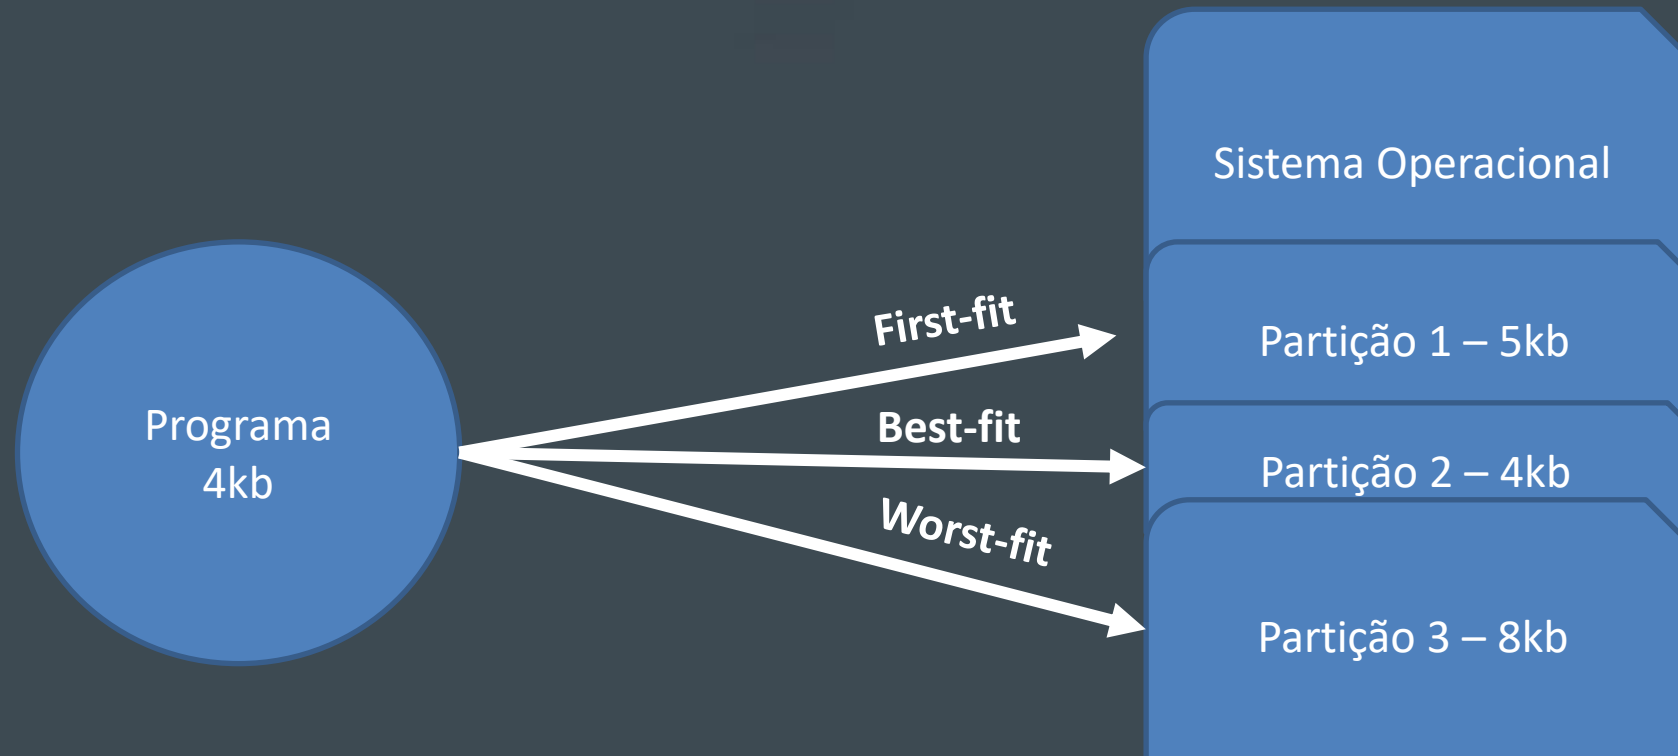 Programa
4kb
First-fit
Best-fit
Worst-fit
Sistema Operacional
Partição 1 – 5kb
Partição 2 – 4kb
Partição 3 – 8kb